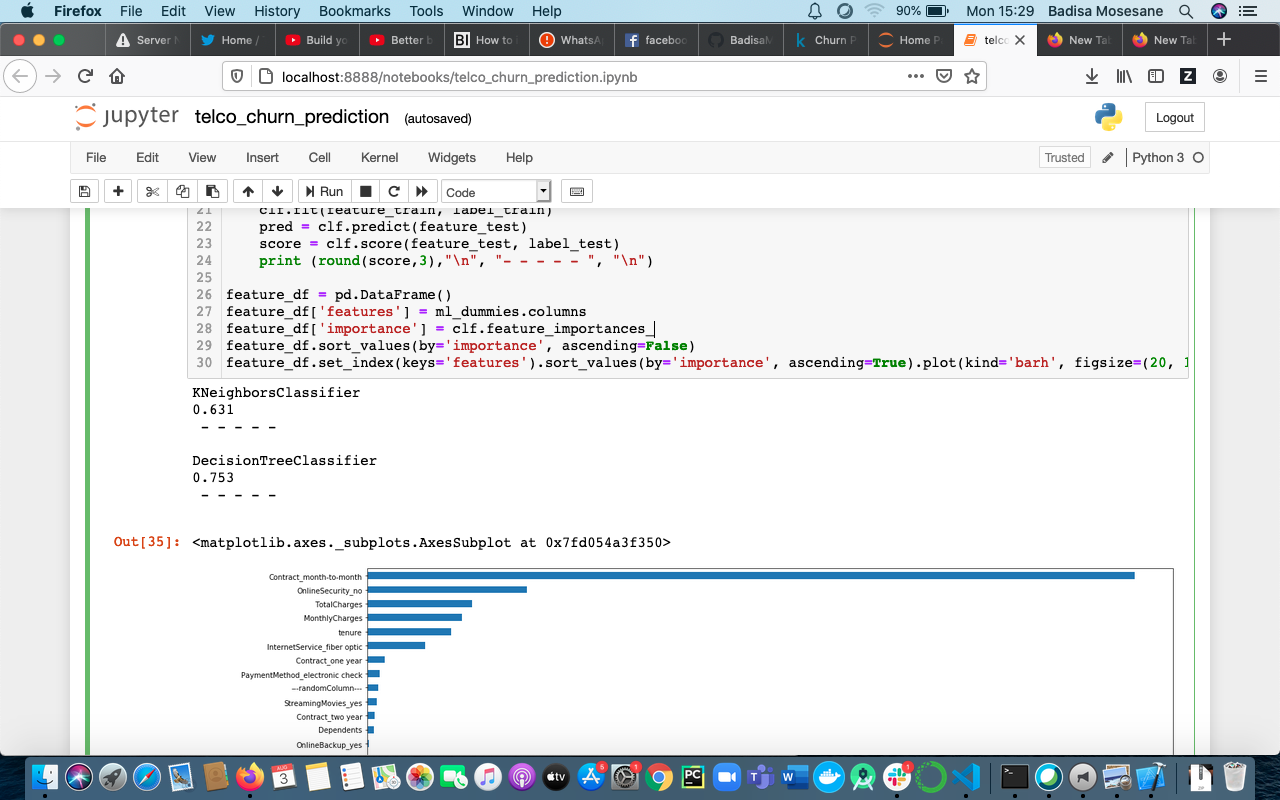 Firefox File Edit View History Bookmarks Tools Window Help 90% Mon 15:29 Badisa Mosesane
Server Home / Build yo Better b How to WhatsA faceboo Badisa Churn P Home P telc New Tab New Tab
localhost:8888/notebooks/telco_churn_prediction.ipynb
jupyter telco_churn_prediction (autosaved) Logout
File Edit View Insert Cell Kernel Widgets Help Trusted Python 3
Run Code
21 clf.fit(feature_train, label_train)
22 pred = clf.predict(feature_test)
23 score = clf.score(feature_test, label_test)
24 print (round(score,3),"\n", "- - - - - ", "\n")
25
26 feature_df = pd.DataFrame()
27 feature_df['features'] = ml_dummies.columns
28 feature_df['importance'] = clf.feature_importances_
29 feature_df.sort_values(by='importance', ascending=False)
30 feature_df.set_index(keys='features').sort_values(by='importance', ascending=True).plot(kind='barh', figsize=(20, 1
KNeighborsClassifier
0.631
- - - - -
DecisionTreeClassifier
0.753
- - - - -
Out[35]: <matplotlib.axes._subplots.AxesSubplot at 0x7fd054a3f350>
Contract_month-to-month
OnlineSecurity_no
TotalCharges
MonthlyCharges
tenure
InternetService_fiber optic
Contract_one year
PaymentMethod_electronic check
---randomColumn---
StreamingMovies_yes
Contract_two year
Dependents
OnlineBackup_yes